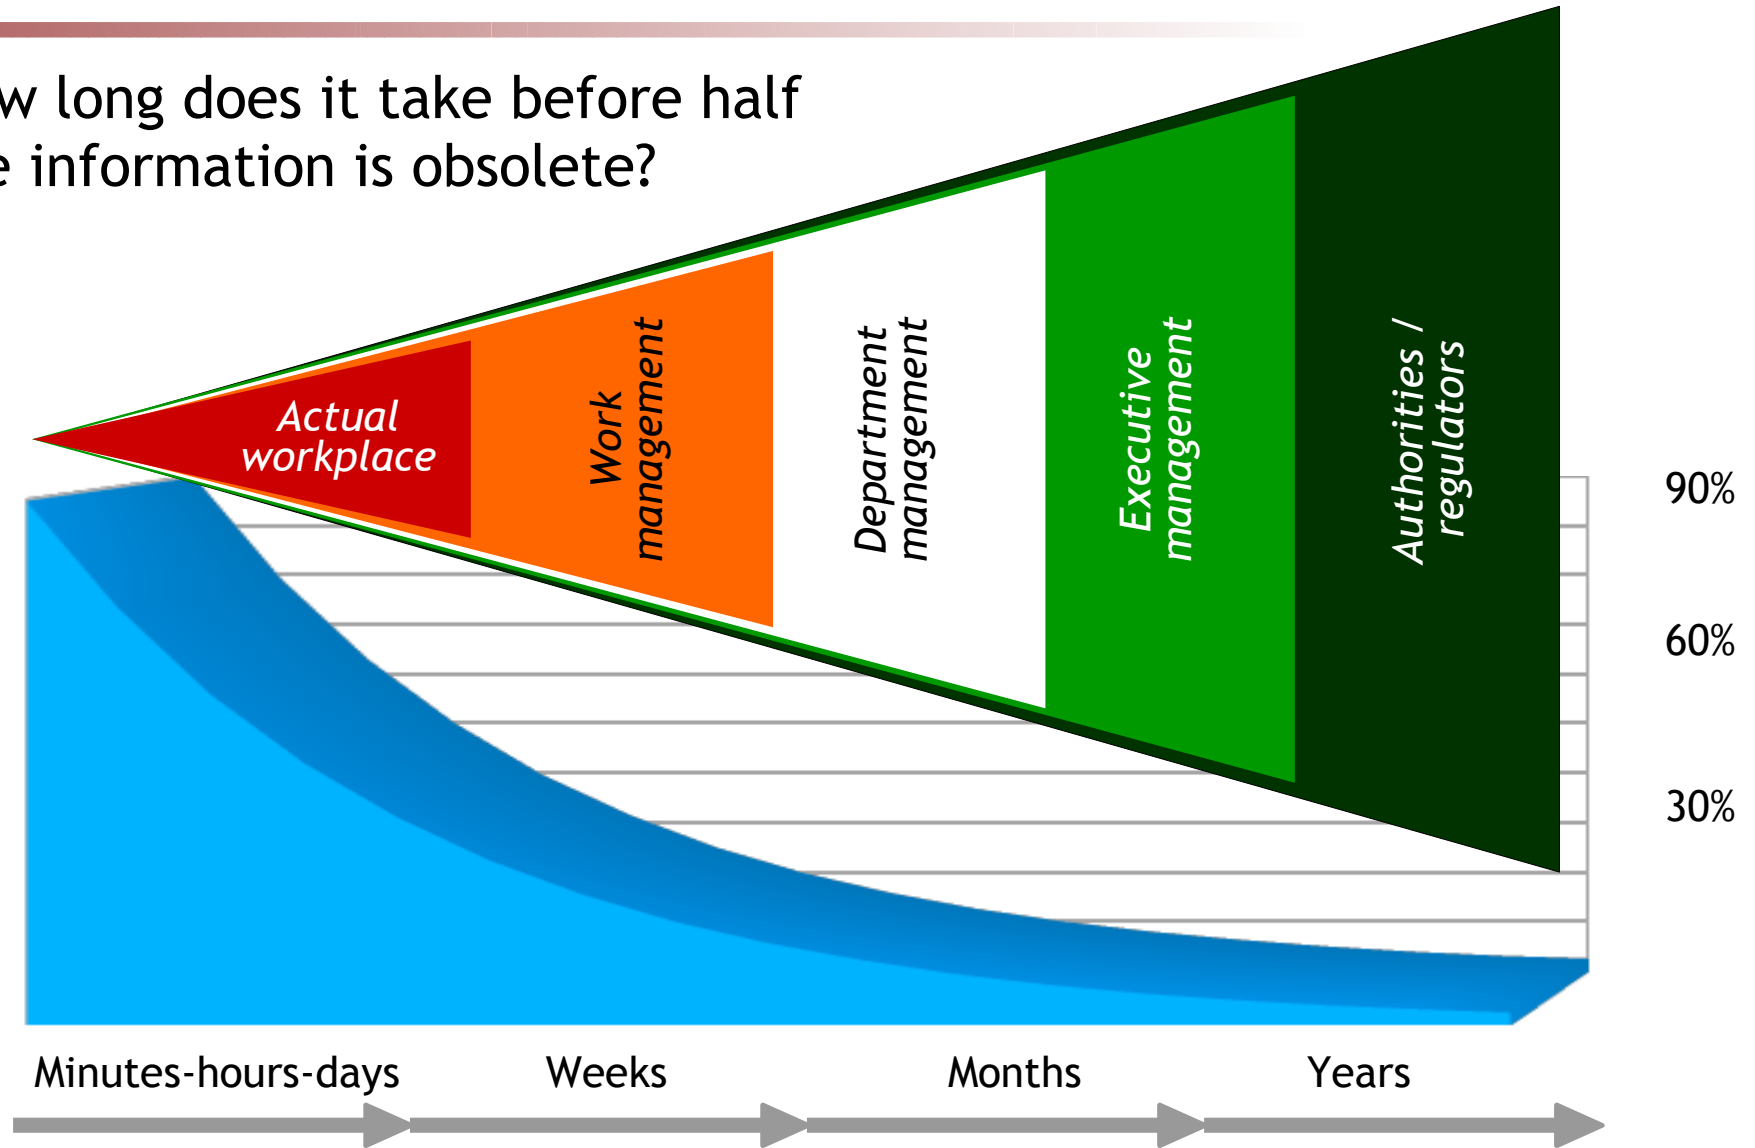 w long does it take before half
e information is obsolete?
Actual
workplace
Work
management
Department
management
Executive
management
Authorities /
regulators
90%
60%
30%
Minutes-hours-days
Weeks
Months
Years